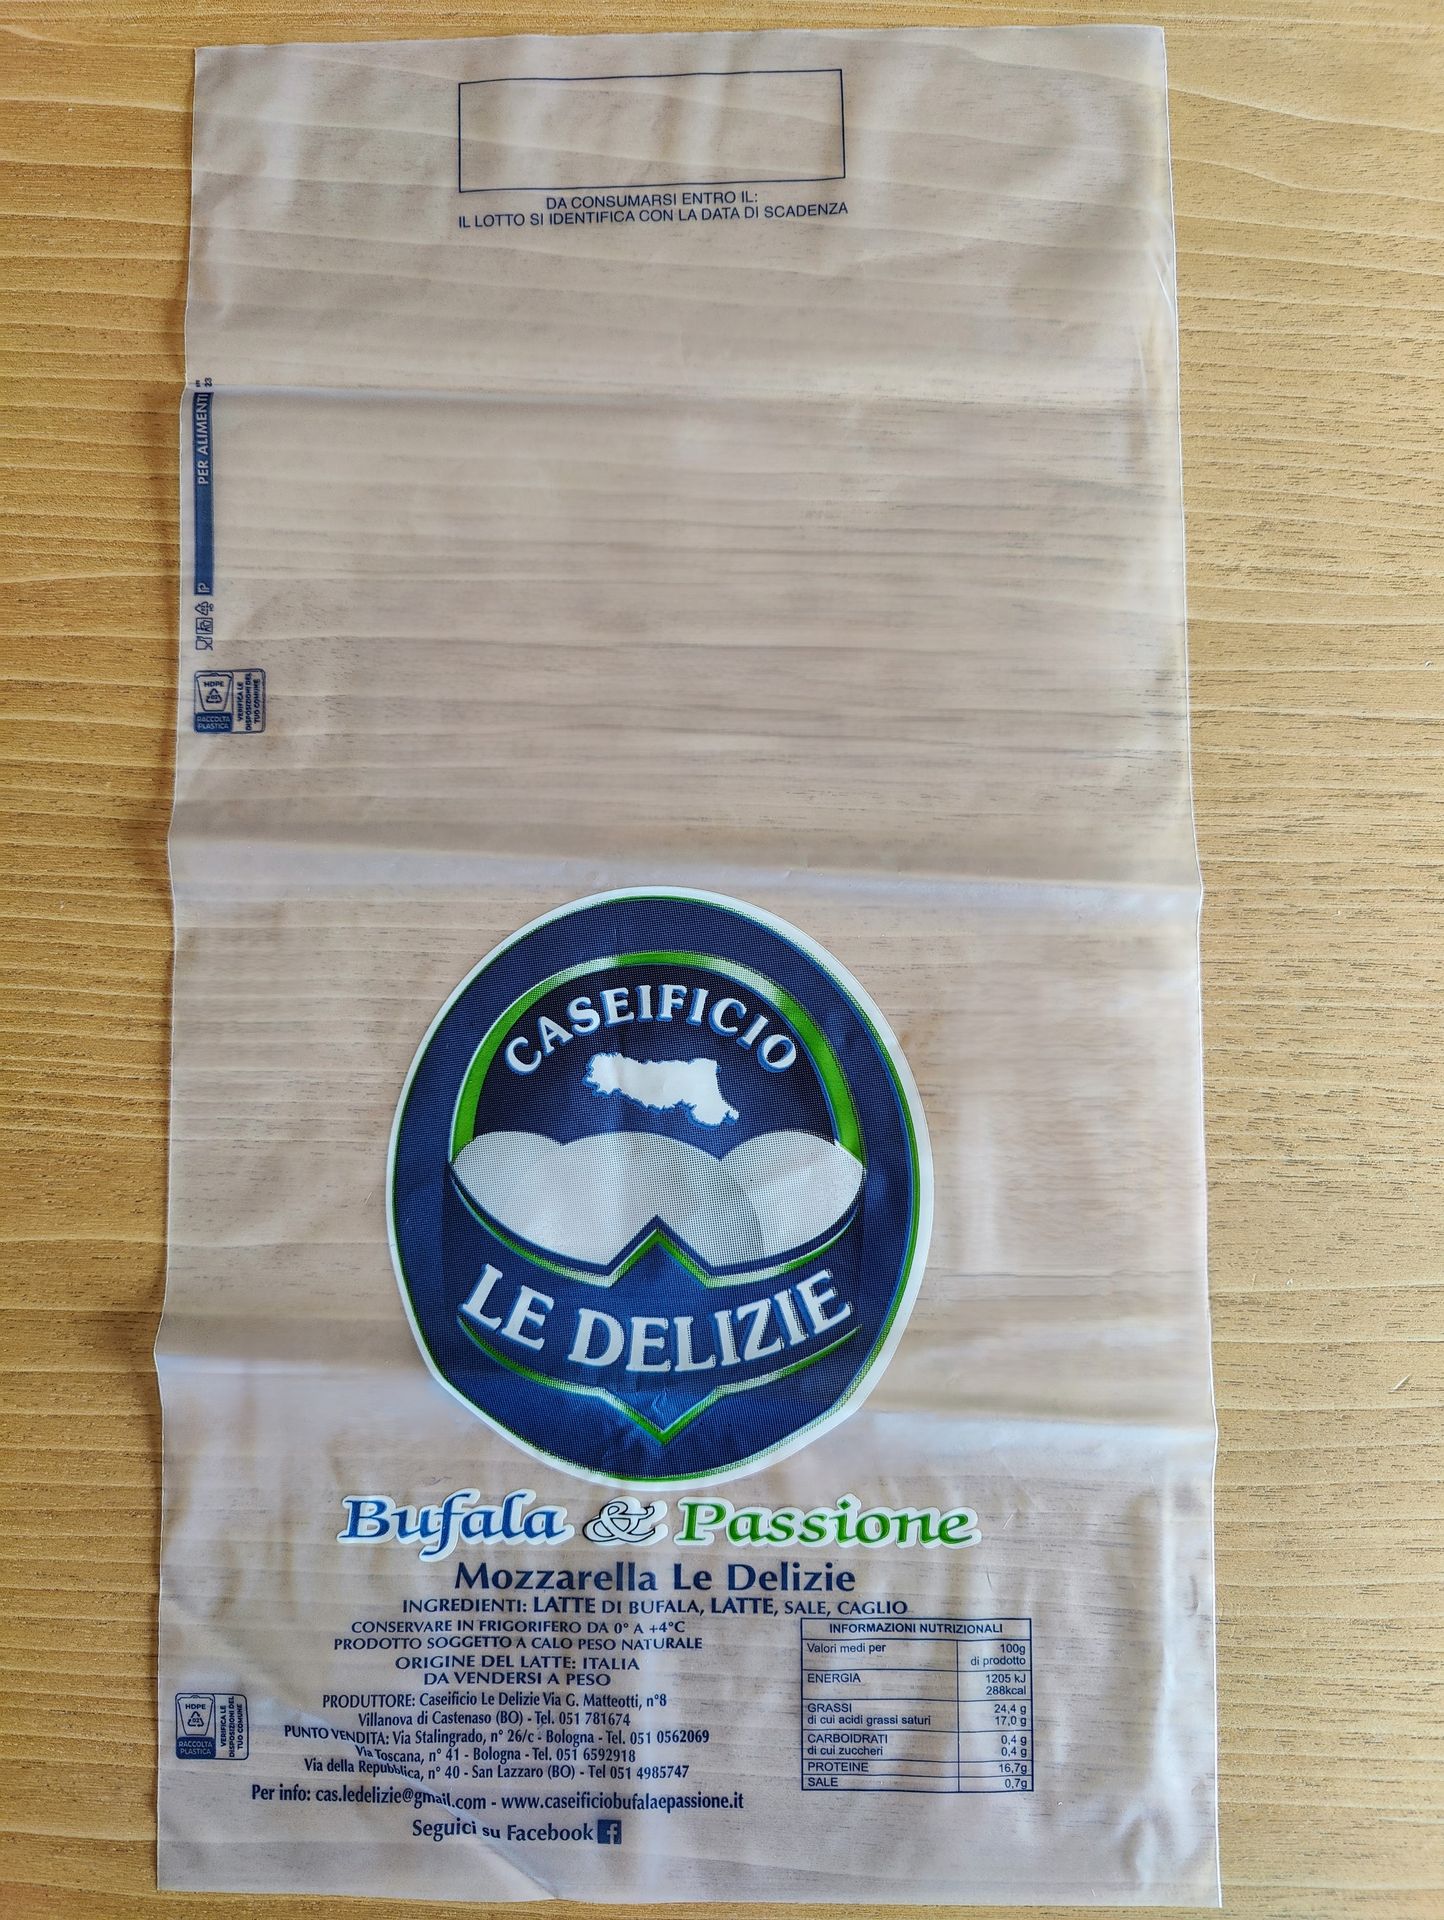 DA CONSUMARSI ENTRO IL:
IL LOTTO SI IDENTIFICA CON LA DATA DI SCADENZA
PER ALIMENTI
23
HDPE
RACCOLTA
PLASTICA
VERIFICA LE
DISPOSIZIONI DEL
TUO COMUNE
CASEIFICIO
LE DELIZIE
Bufala & Passione
Mozzarella Le Delizie
INGREDIENTI: LATTE DI BUFALA, LATTE, SALE, CAGLIO
CONSERVARE IN FRIGORIFERO DA 0° A +4°C
PRODOTTO SOGGETTO A CALO PESO NATURALE
ORIGINE DEL LATTE: ITALIA
DA VENDERSI A PESO
PRODUTTORE: Caseificio Le Delizie Via G. Matteotti, n°8
Villanova di Castenaso (BO) - Tel. 051 781674
PUNTO VENDITA: Via Stalingrado, n° 26/c - Bologna - Tel. 051 0562069
Via Toscana, n° 41 - Bologna - Tel. 051 6592918
Via della Repubblica, n° 40 - San Lazzaro (BO) - Tel 051 4985747
Per info: cas.ledelizie@gmail.com - www.caseificiobufalaepassione.it
Seguici su Facebook f
INFORMAZIONI NUTRIZIONALI
Valori medi per 100g
di prodotto
ENERGIA 1205 kJ
288kcal
GRASSI 24,4 g
di cui acidi grassi saturi 17,0 g
CARBOIDRATI 0,4 g
di cui zuccheri 0,4 g
PROTEINE 16,7g
SALE 0,7g
HDPE
RACCOLTA
PLASTICA
VERIFICA LE
DISPOSIZIONI DEL
TUO COMUNE